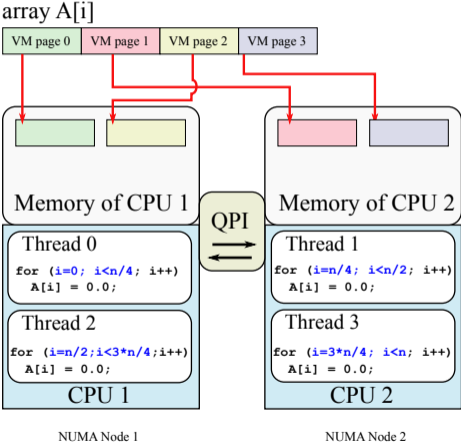 array A[i]
VM page 0 VM page 1 VM page 2 VM page 3
Memory of CPU 1
QPI
Memory of CPU 2
Thread 0
for (i=0; i<n/4; i++)
A[i] = 0.0;
Thread 2
for (i=n/2;i<3*n/4;i++)
A[i] = 0.0;
CPU 1
Thread 1
for (i=n/4; i<n/2; i++)
A[i] = 0.0;
Thread 3
for (i=3*n/4; i<n; i++)
A[i] = 0.0;
CPU 2
NUMA Node 1
NUMA Node 2